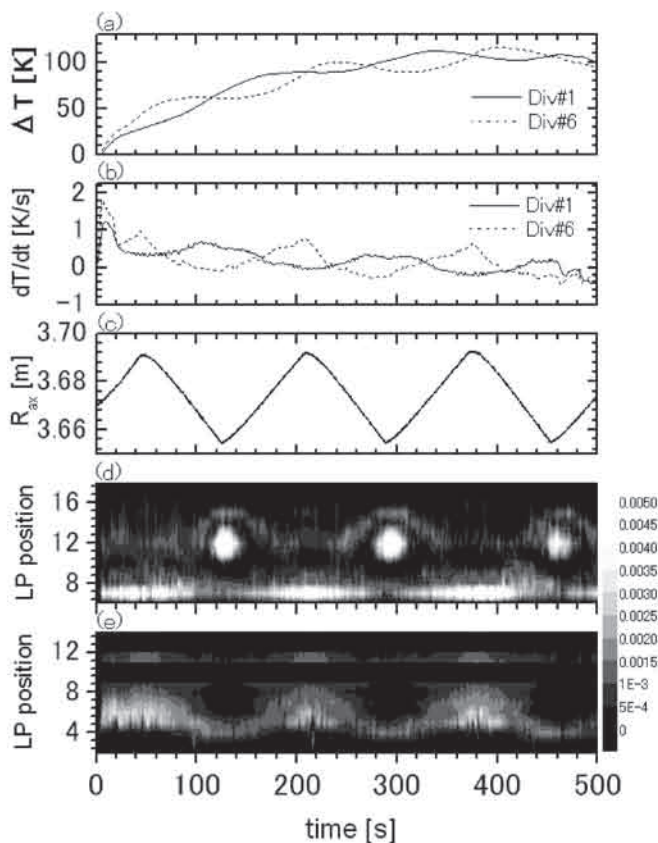 (a)
ΔT [K]
100
50
0
Div#1
Div#6
(b)
dT/dt [K/s]
2
1
0
-1
Div#1
Div#6
(c)
R_ax [m]
3.70
3.68
3.66
(d)
LP position
16
12
8
(e)
LP position
12
8
4
0.0050
0.0045
0.0040
0.0035
0.0030
0.0025
0.0020
0.0015
1E-3
5E-4
0
0 100 200 300 400 500
time [s]